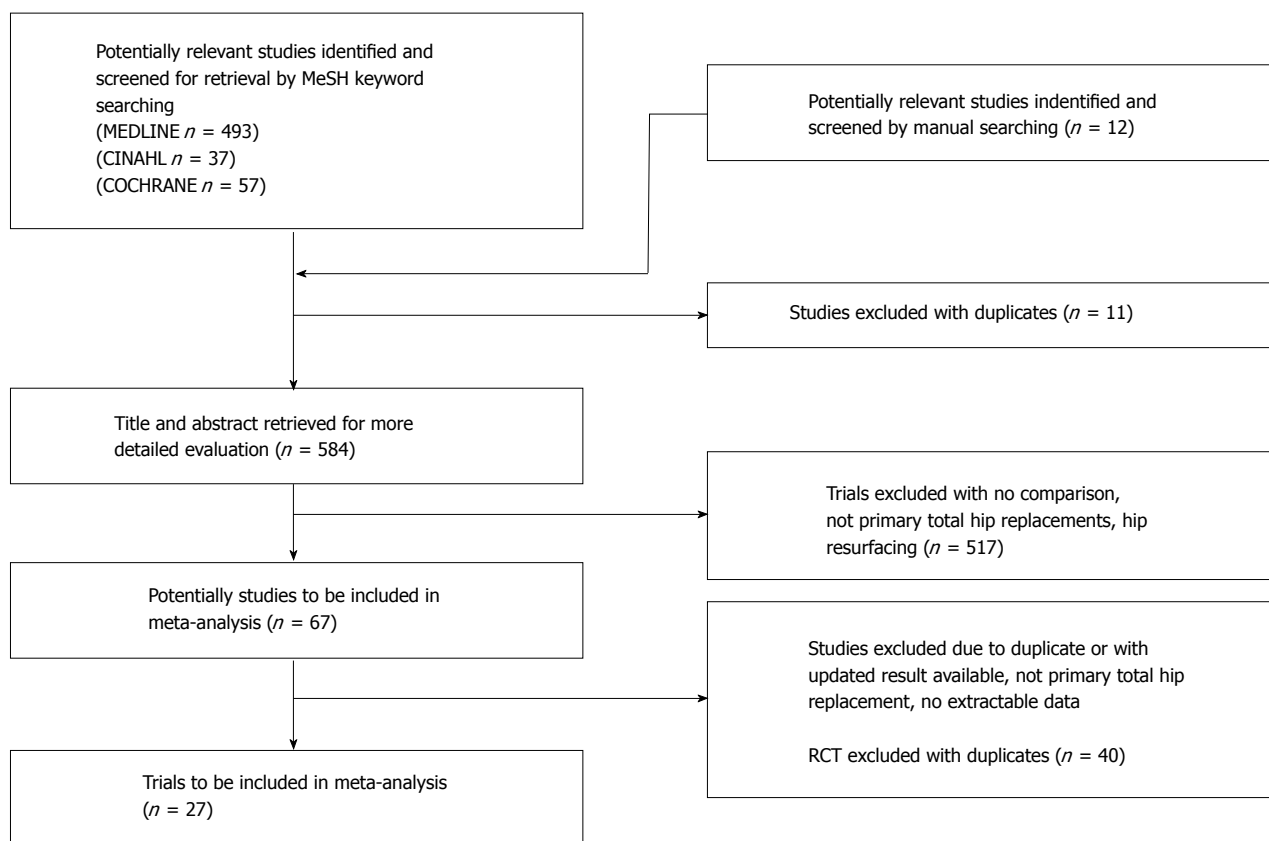 Potentially relevant studies identified and
screened for retrieval by MeSH keyword
searching
(MEDLINE n = 493)
(CINAHL n = 37)
(COCHRANE n = 57)
Potentially relevant studies indentified and
screened by manual searching (n = 12)
Studies excluded with duplicates (n = 11)
Title and abstract retrieved for more
detailed evaluation (n = 584)
Trials excluded with no comparison,
not primary total hip replacements, hip
resurfacing (n = 517)
Potentially studies to be included in
meta-analysis (n = 67)
Studies excluded due to duplicate or with
updated result available, not primary total hip
replacement, no extractable data
RCT excluded with duplicates (n = 40)
Trials to be included in meta-analysis
(n = 27)